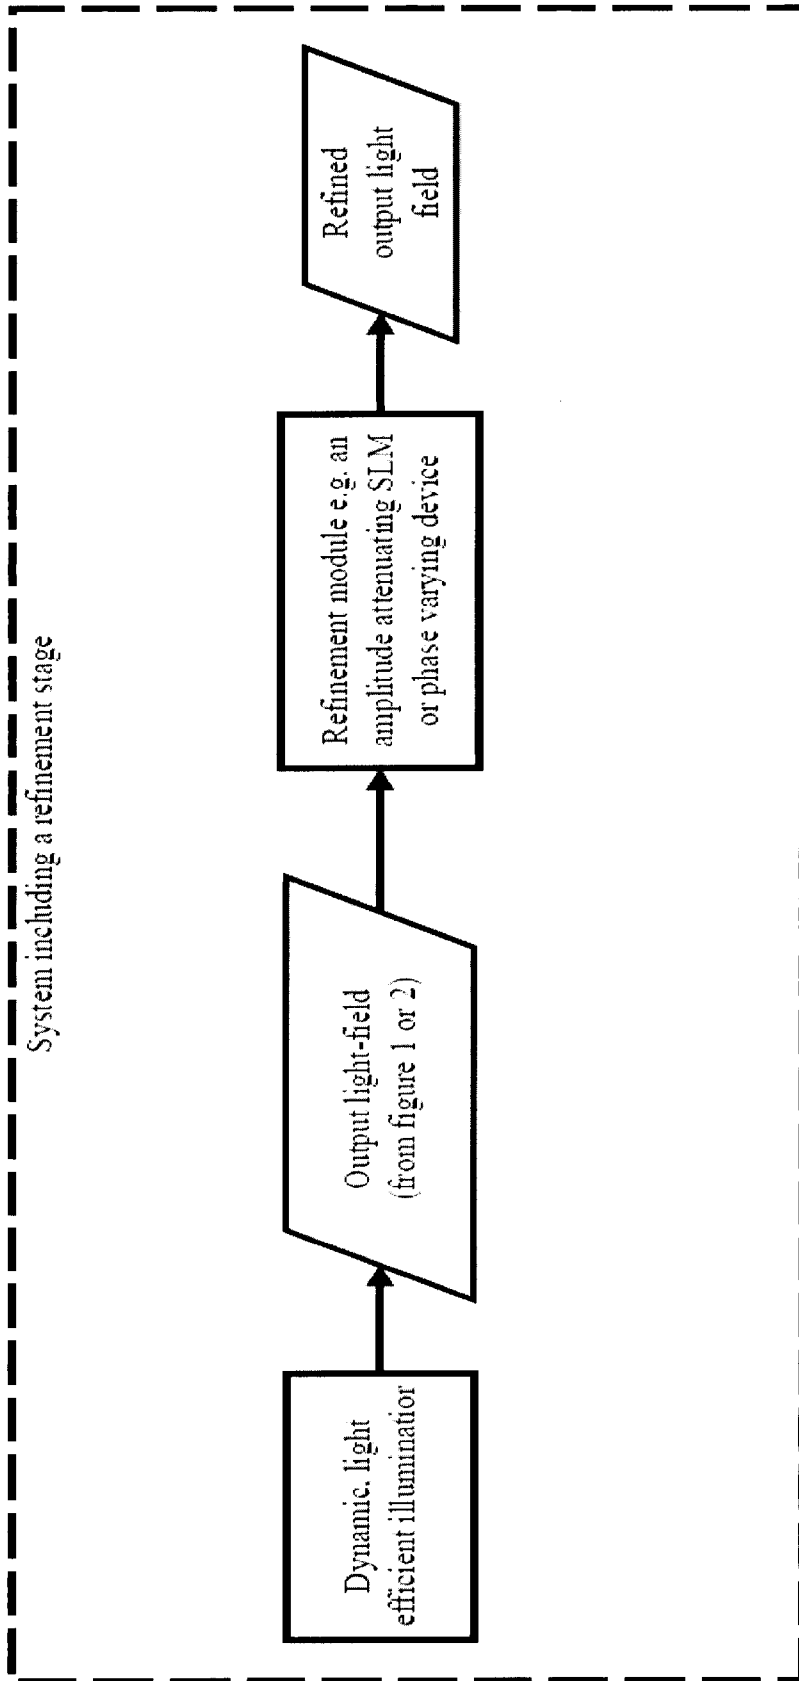 System including a refinement stage
Dynamic, light
efficient illumination
Output light-field
(from figure 1 or 2)
Refinement module e.g. an
amplitude attenuating SLM
or phase varying device
Refined
output light
field